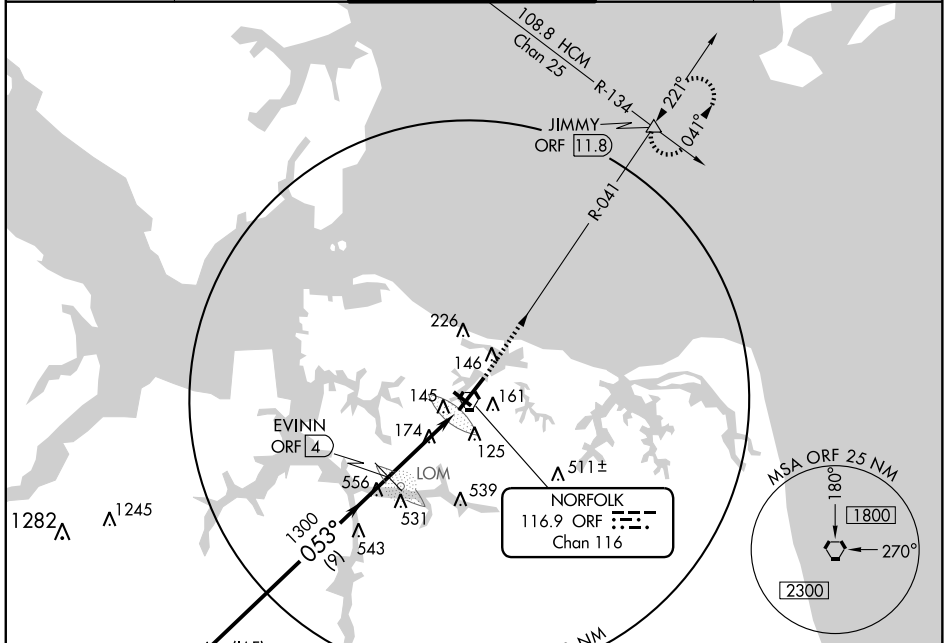 108.8 HCM
Chan 25
R-134
221°
041°
JIMMY
ORF 11.8
R-041
226
146
145
161
EVINN
ORF 4
174
125
LOM
511±
MSA ORF 25 NM
180°
556
539
NORFOLK
116.9 ORF
Chan 116
1800
270°
1282
1245
531
1300
053°
(9)
543
2300
NM